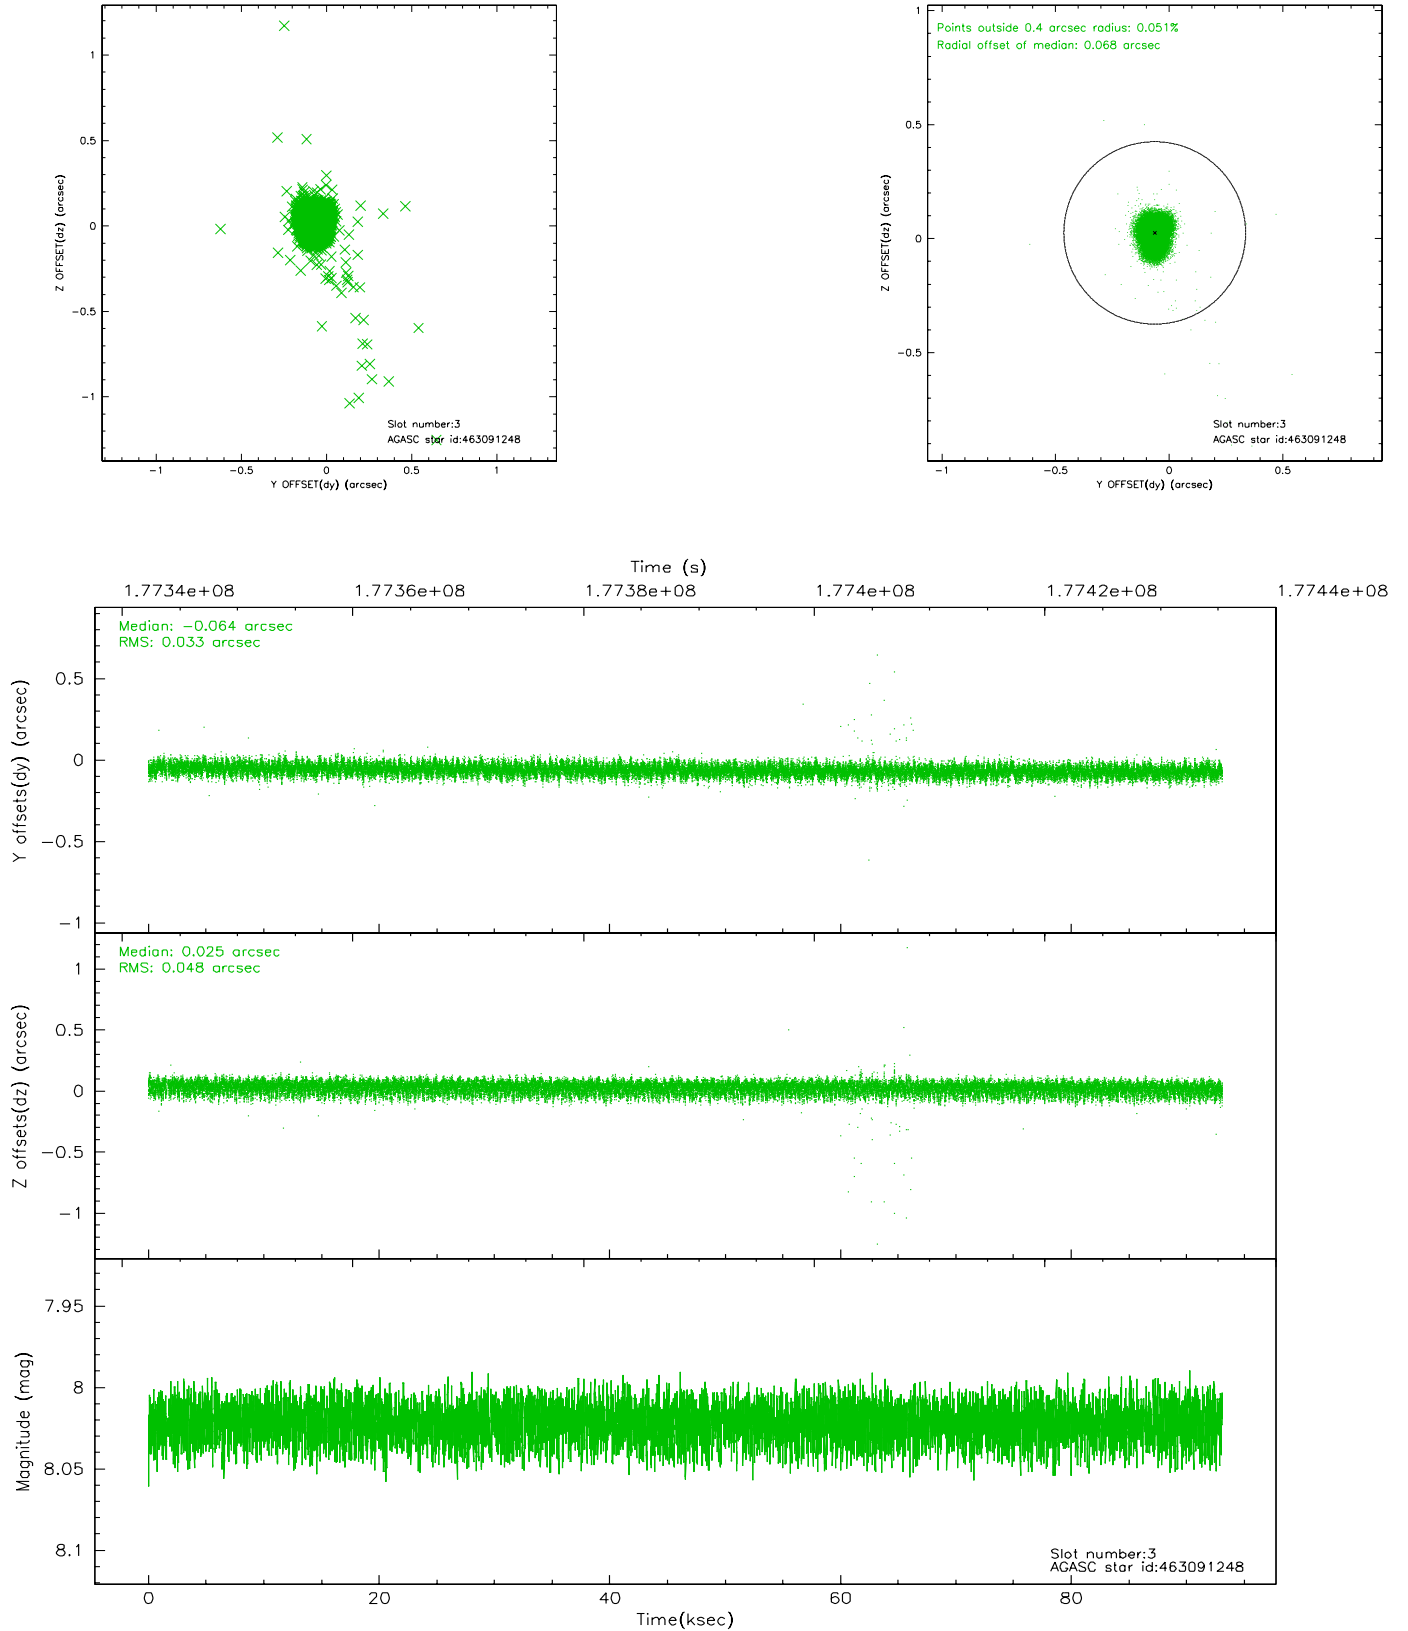 1
0.5
0
−0.5
−1
Z OFFSET(dz) (arcsec)
Slot number:3
AGASC star id:463091248
−1
−0.5
0
0.5
1
Y OFFSET(dy) (arcsec)
Points outside 0.4 arcsec radius: 0.051%
Radial offset of median: 0.068 arcsec
1
0.5
0
−0.5
Z OFFSET(dz) (arcsec)
Slot number:3
AGASC star id:463091248
−1
−0.5
0
0.5
Y OFFSET(dy) (arcsec)
Time (s)
1.7734e+08
1.7736e+08
1.7738e+08
1.774e+08
1.7742e+08
1.7744e+08
Median: −0.064 arcsec
RMS: 0.033 arcsec
0.5
0
−0.5
−1
Y offsets(dy) (arcsec)
Median: 0.025 arcsec
RMS: 0.048 arcsec
1
0.5
0
−0.5
−1
Z offsets(dz) (arcsec)
7.95
8
8.05
8.1
Magnitude (mag)
Slot number:3
AGASC star id:463091248
0
20
40
60
80
Time(ksec)